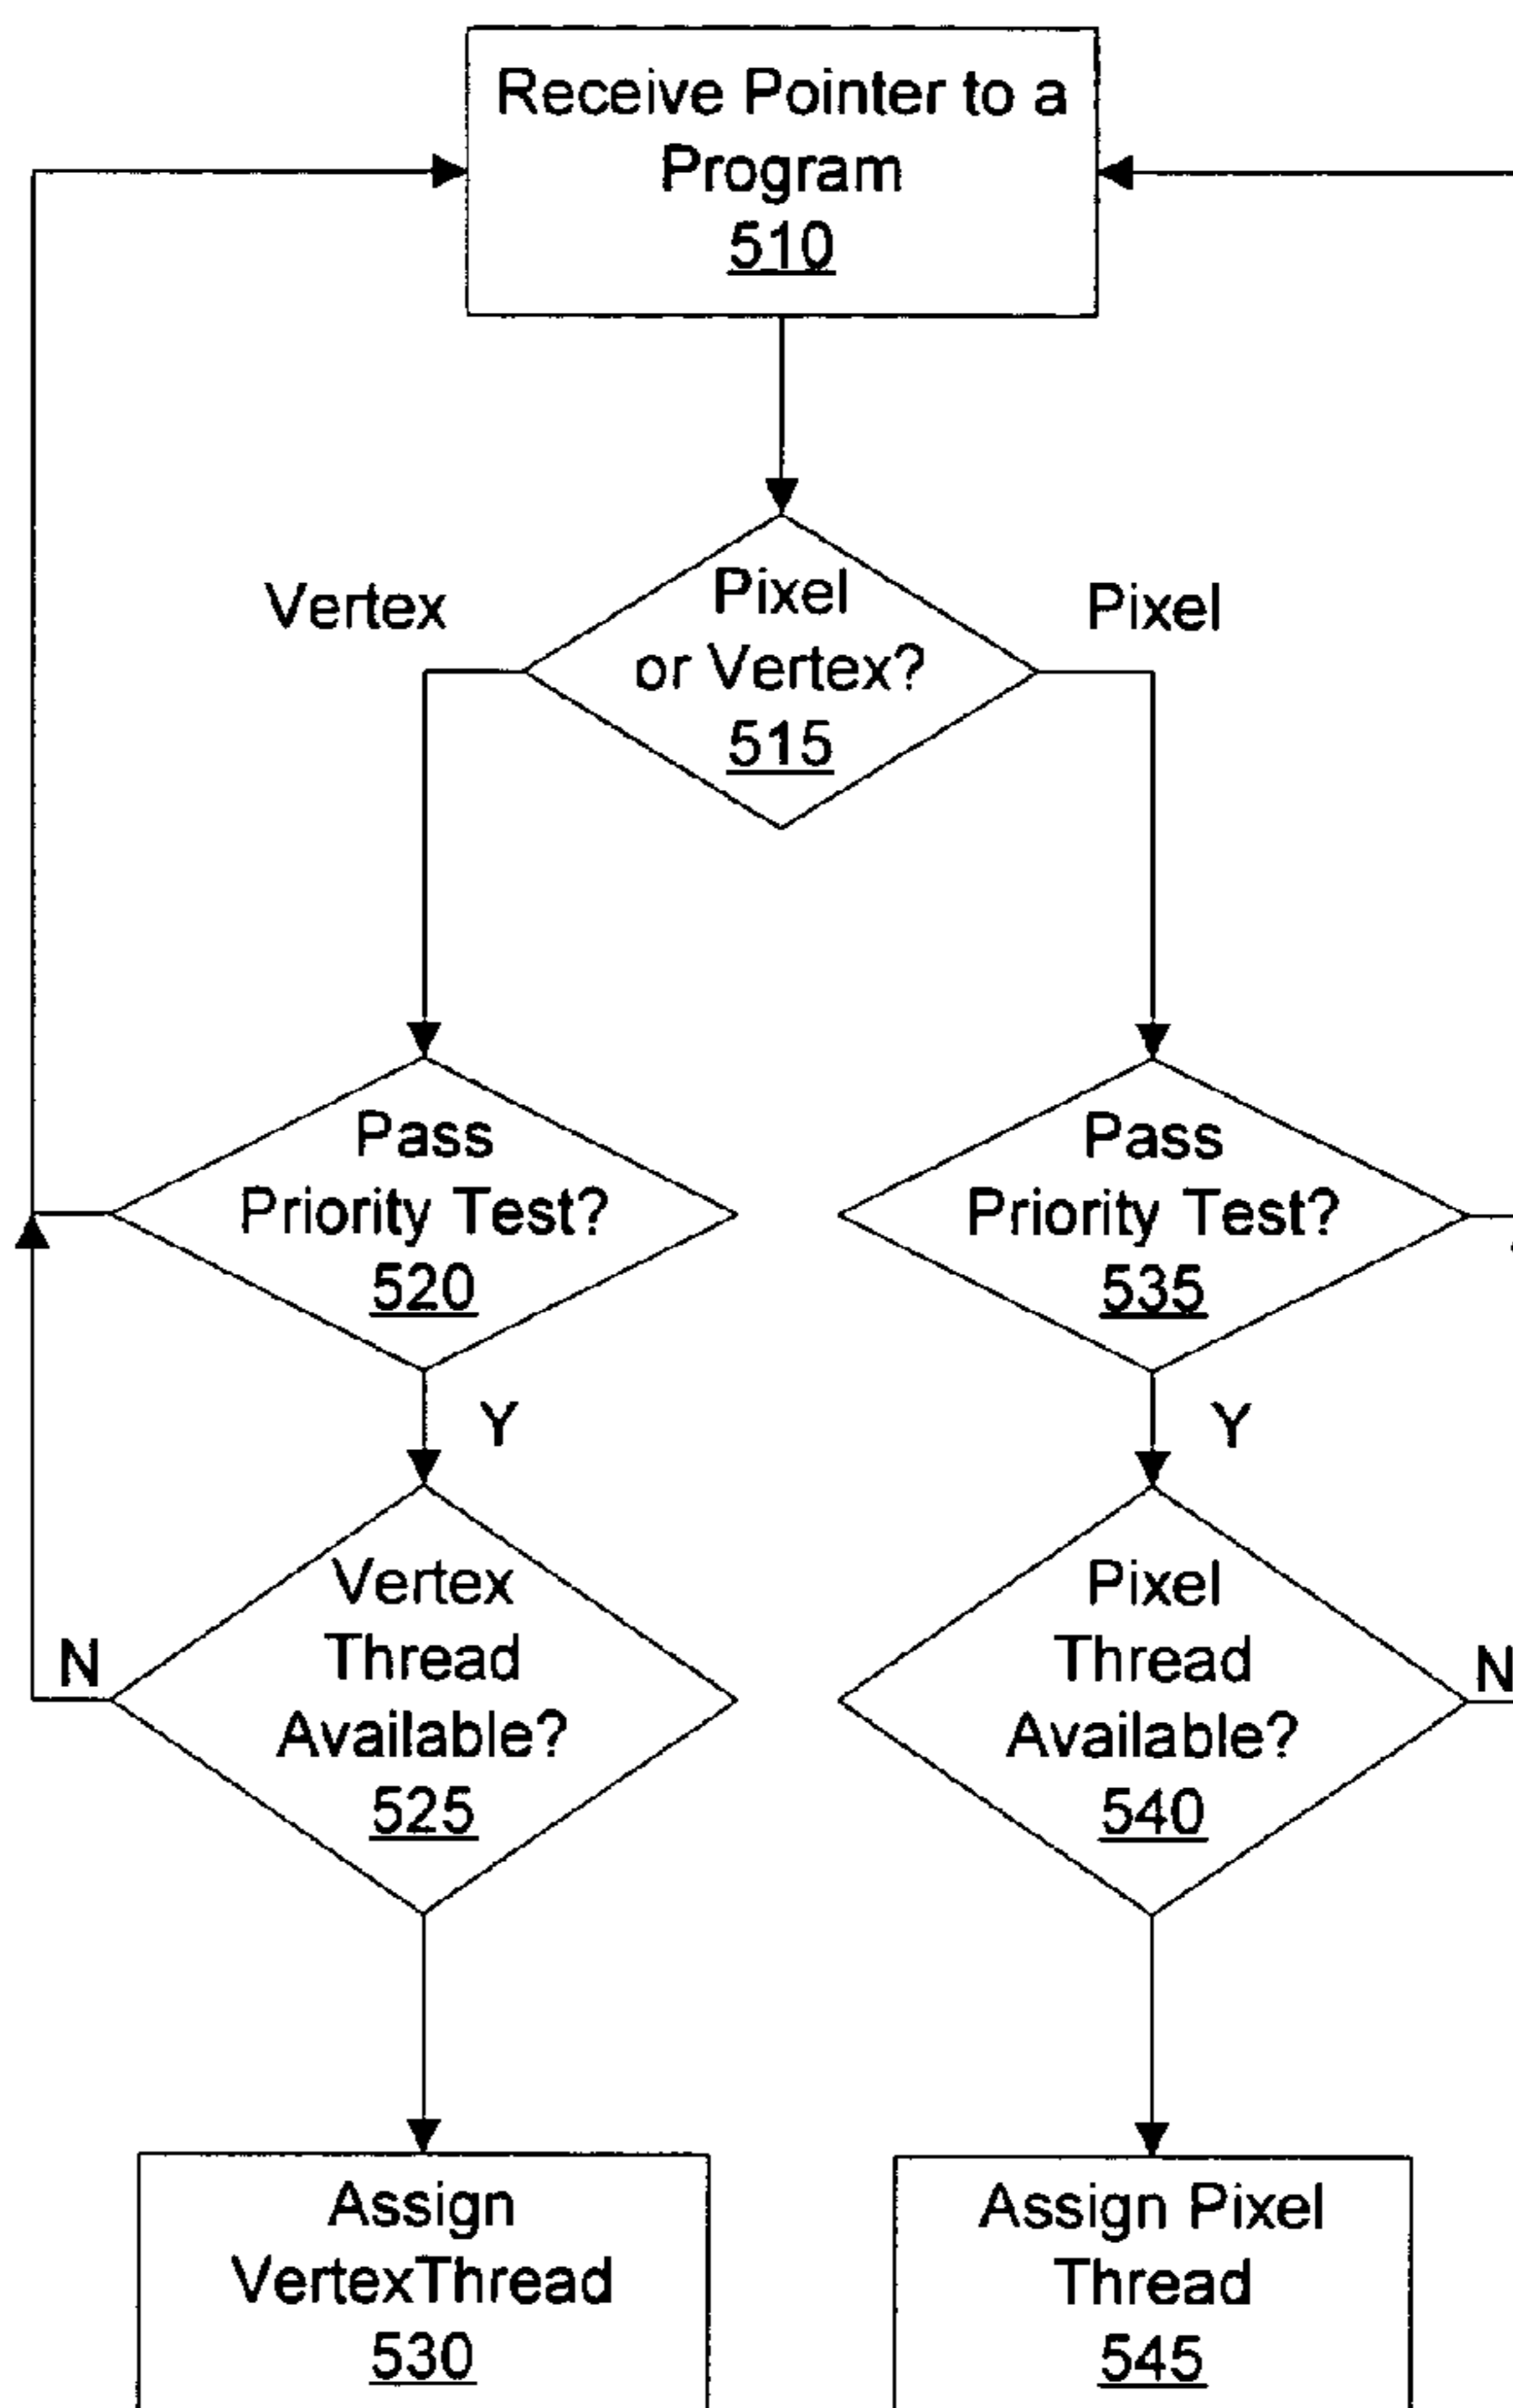 Receive Pointer to a
Program
510
Vertex
Pixel
or Vertex?
515
Pixel
Pass
Priority Test?
520
Pass
Priority Test?
535
Y
Y
Vertex
Thread
Available?
525
N
Pixel
Thread
Available?
540
N
Assign
VertexThread
530
Assign Pixel
Thread
545